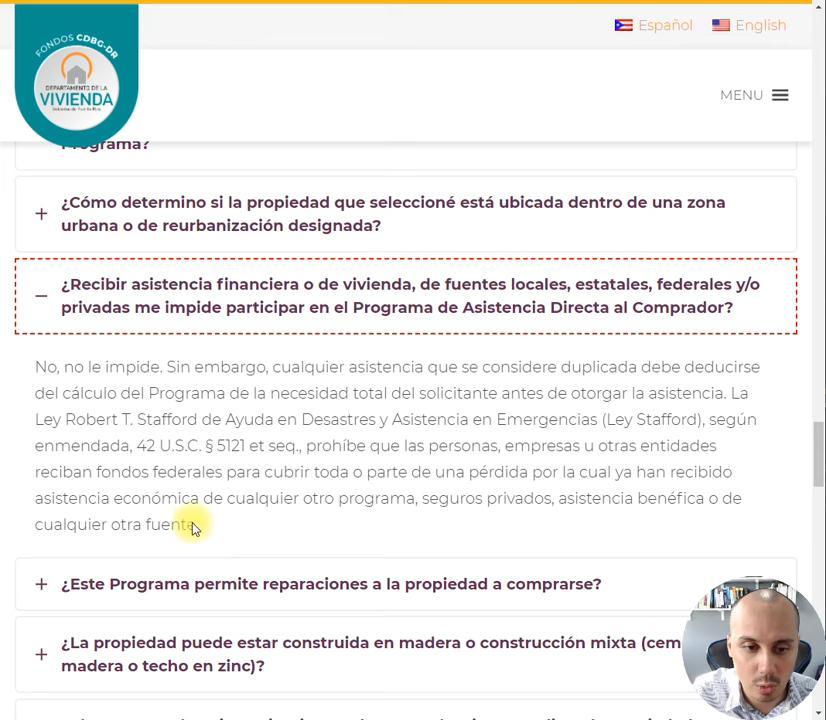 Español English
FONDOS CDBG-DR
DEPARTAMENTO DE LA
VIVIENDA
MENU
Programa?
¿Cómo determino si la propiedad que seleccioné está ubicada dentro de una zona
urbana o de reurbanización designada?
¿Recibir asistencia financiera o de vivienda, de fuentes locales, estatales, federales y/o
privadas me impide participar en el Programa de Asistencia Directa al Comprador?
No, no le impide. Sin embargo, cualquier asistencia que se considere duplicada debe deducirse
del cálculo del Programa de la necesidad total del solicitante antes de otorgar la asistencia. La
Ley Robert T. Stafford de Ayuda en Desastres y Asistencia en Emergencias (Ley Stafford), según
enmendada, 42 U.S.C. § 5121 et seq., prohíbe que las personas, empresas u otras entidades
reciban fondos federales para cubrir toda o parte de una pérdida por la cual ya han recibido
asistencia económica de cualquier otro programa, seguros privados, asistencia benéfica o de
cualquier otra fuente
¿Este Programa permite reparaciones a la propiedad a comprarse?
¿La propiedad puede estar construida en madera o construcción mixta (cem
madera o techo en zinc)?